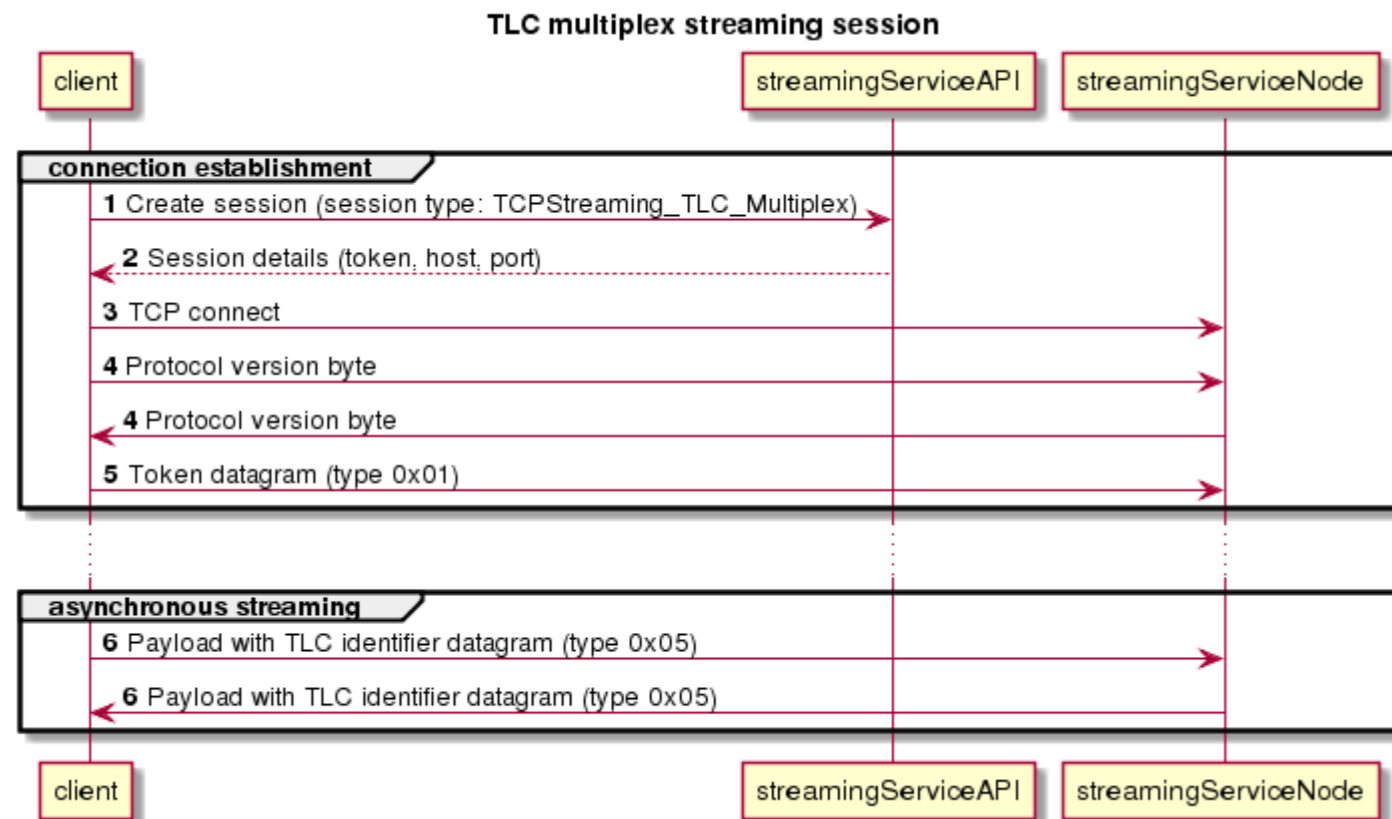 TLC multiplex streaming session
client
streamingServiceAPI
streamingServiceNode
connection establishment
1 Create session (session type: TCPStreaming_TLC_Multiplex)
2 Session details (token, host, port)
3 TCP connect
4 Protocol version byte
4 Protocol version byte
5 Token datagram (type 0x01)
asynchronous streaming
6 Payload with TLC identifier datagram (type 0x05)
6 Payload with TLC identifier datagram (type 0x05)
client
streamingServiceAPI
streamingServiceNode